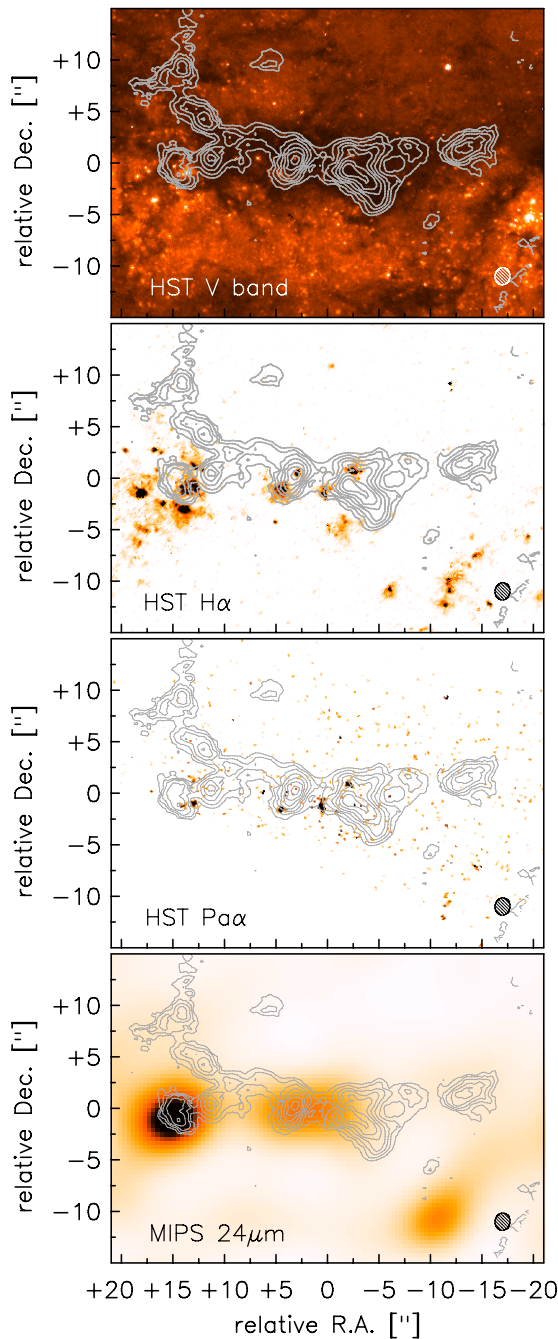 +10
+5
0
−5
−10
relative Dec. ["]
HST V band
+10
+5
0
−5
−10
relative Dec. ["]
HST Hα
+10
+5
0
−5
−10
relative Dec. ["]
HST Paα
+10
+5
0
−5
−10
relative Dec. ["]
MIPS 24μm
+20 +15 +10 +5 0 −5 −10 −15 −20
relative R.A. ["]